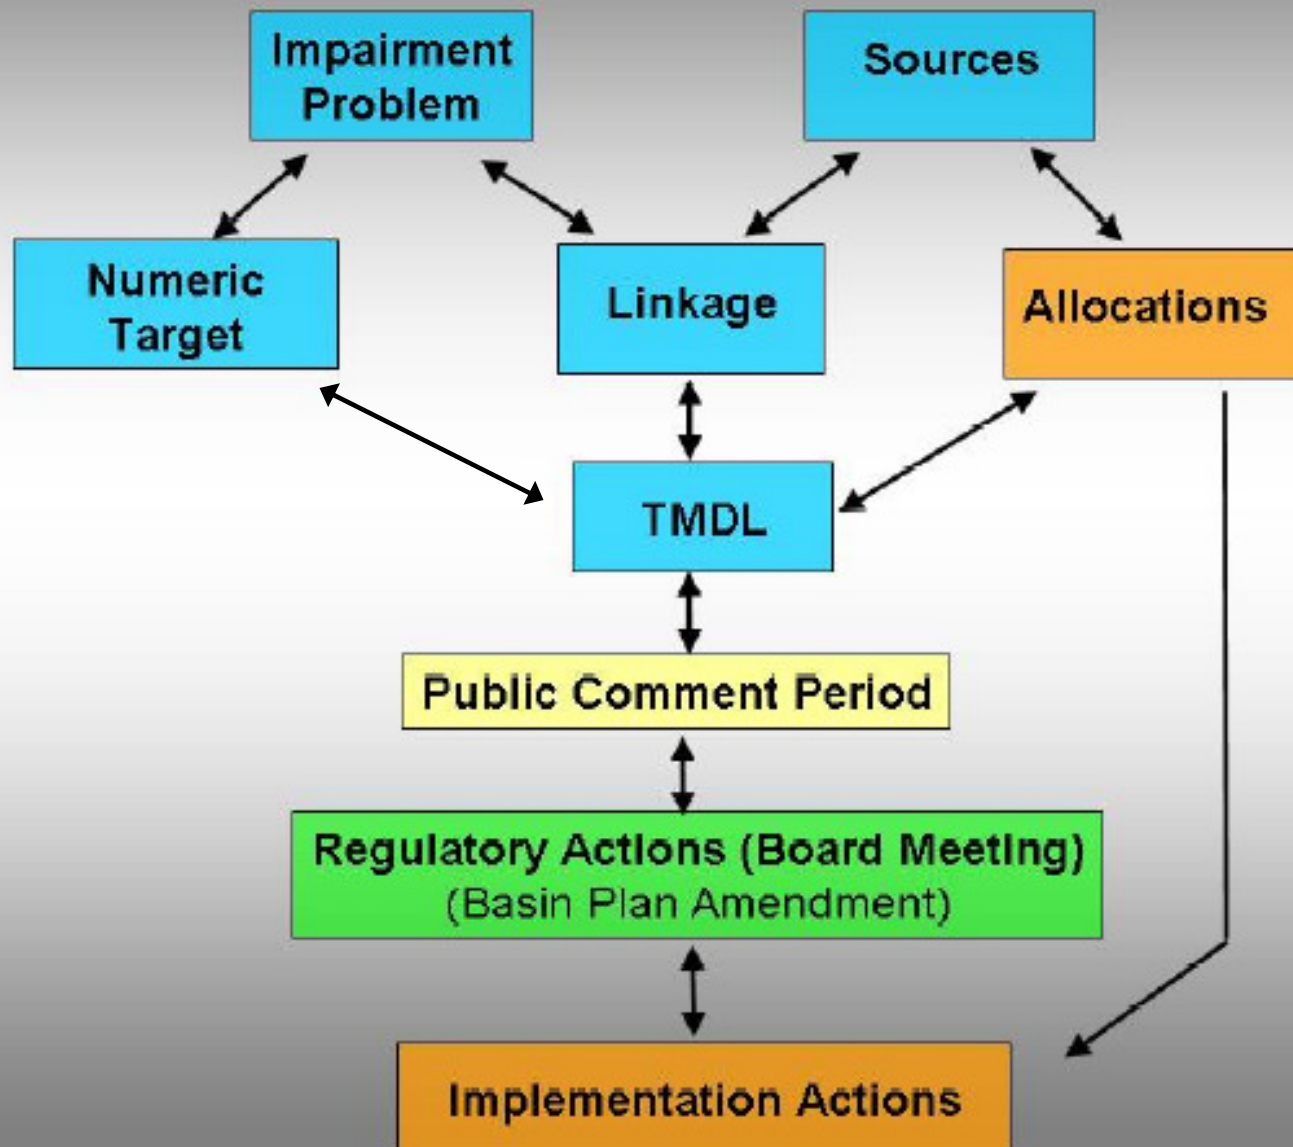 Impairment
Problem
Sources
Numeric
Target
Linkage
Allocations
TMDL
Public Comment Period
Regulatory Actions (Board Meeting)
(Basin Plan Amendment)
Implementation Actions